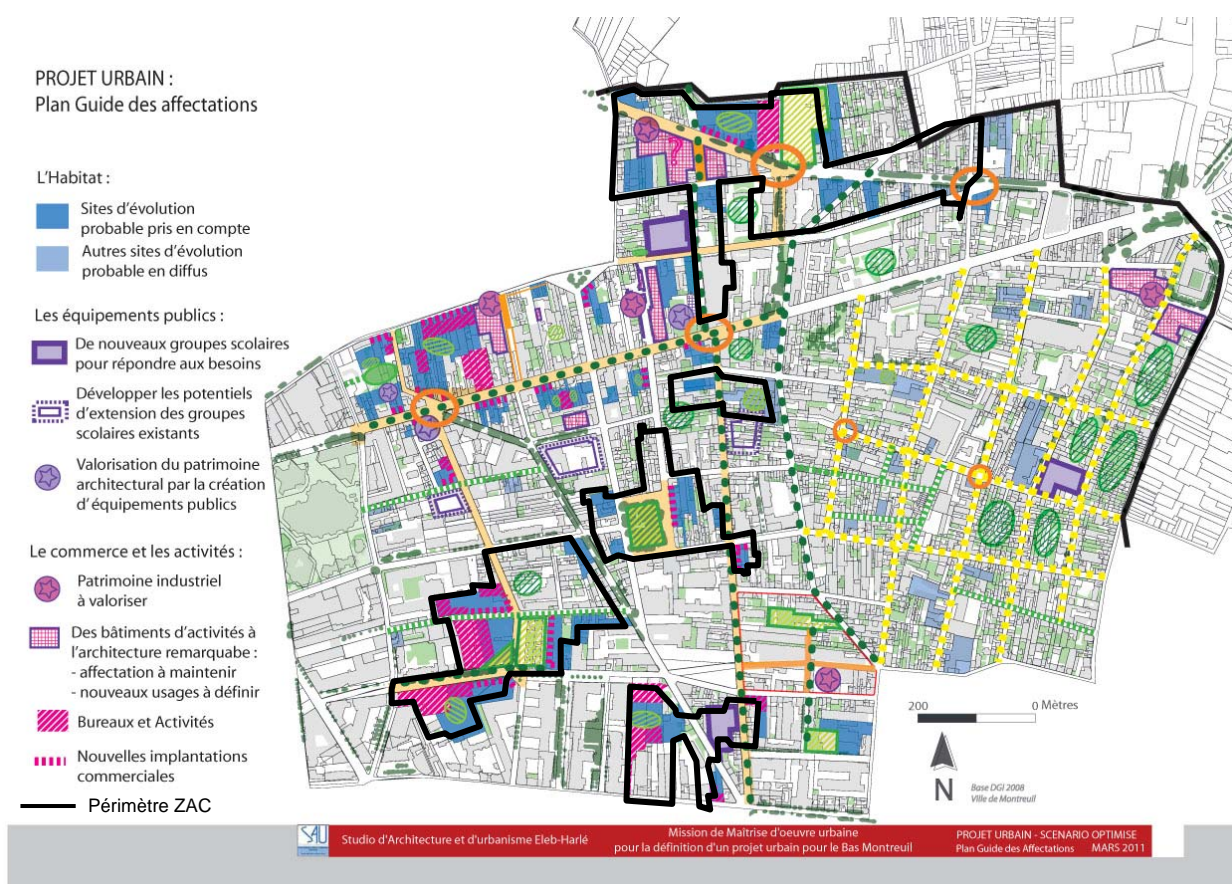 PROJET URBAIN :
Plan Guide des affectations
L'Habitat :
Sites d'évolution
probable pris en compte
Autres sites d'évolution
probable en diffus
Les équipements publics :
De nouveaux groupes scolaires
pour répondre aux besoins
Développer les potentiels
d'extension des groupes
scolaires existants
Valorisation du patrimoine
architectural par la création
d'équipements publics
Le commerce et les activités :
Patrimoine industriel
à valoriser
Des bâtiments d'activités à
l'architecture remarquabe :
- affectation à maintenir
- nouveaux usages à définir
Bureaux et Activités
Nouvelles implantations
commerciales
Périmètre ZAC
200 0 Mètres
N
Base DGI 2008
Ville de Montreuil
SAU
Studio d'Architecture et d'urbanisme Eleb-Harlé
Mission de Maîtrise d'oeuvre urbaine
pour la définition d'un projet urbain pour le Bas Montreuil
PROJET URBAIN - SCENARIO OPTIMISE
Plan Guide des Affectations MARS 2011